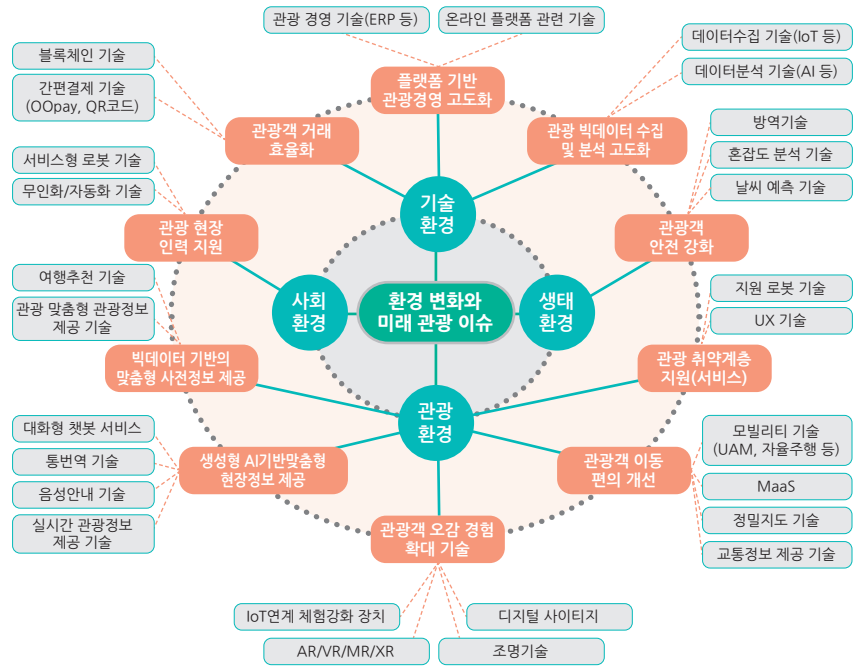 관광 경영 기술(ERP 등)
온라인 플랫폼 관련 기술
블록체인 기술
간편결제 기술
(OOpay, QR코드)
데이터수집 기술(IoT 등)
데이터분석 기술(AI 등)
플랫폼 기반
관광경영 고도화
관광객 거래
효율화
관광 빅데이터 수집
및 분석 고도화
방역기술
혼잡도 분석 기술
날씨 예측 기술
서비스형 로봇 기술
무인화/자동화 기술
기술
환경
관광 현장
인력 지원
관광객
안전 강화
여행추천 기술
관광 맞춤형 관광정보
제공 기술
사회
환경
환경 변화와
미래 관광 이슈
생태
환경
지원 로봇 기술
UX 기술
빅데이터 기반의
맞춤형 사전정보 제공
관광 취약계층
지원(서비스)
관광
환경
대화형 챗봇 서비스
통번역 기술
음성안내 기술
실시간 관광정보
제공 기술
생성형 AI기반맞춤형
현장정보 제공
관광객 이동
편의 개선
모빌리티 기술
(UAM, 자율주행 등)
MaaS
정밀지도 기술
교통정보 제공 기술
관광객 오감 경험
확대 기술
IoT연계 체험강화 장치
디지털 사이티지
AR/VR/MR/XR
조명기술